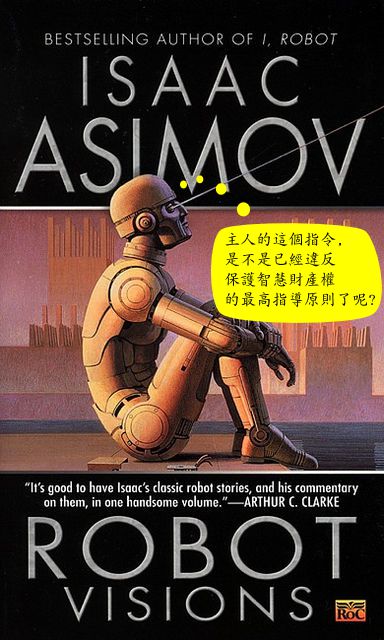 BESTSELLING AUTHOR OF I, ROBOT
ISAAC
ASIMOV
主人的這個指令,
是不是已經違反
保護智慧財產權
的最高指導原則了呢?
“It’s good to have Isaac’s classic robot stories, and his commentary
on them, in one handsome volume.”—ARTHUR C. CLARKE
ROBOT
VISIONS
ROC